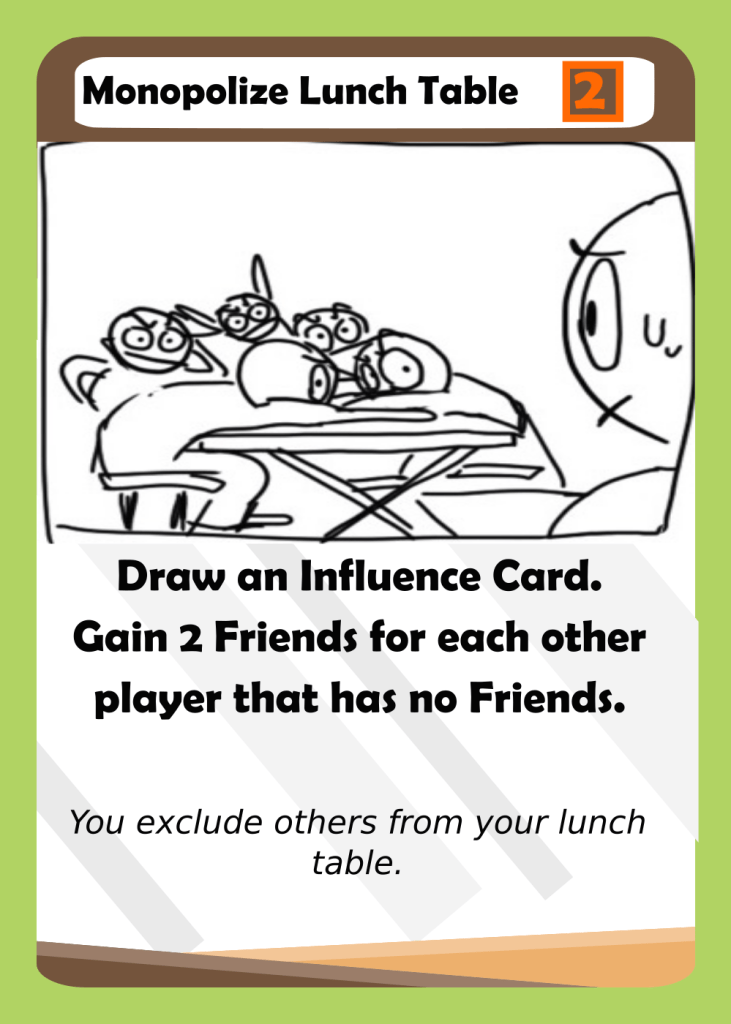 Monopolize Lunch Table 2
Draw an Influence Card.
Gain 2 Friends for each other
player that has no Friends.
You exclude others from your lunch
table.